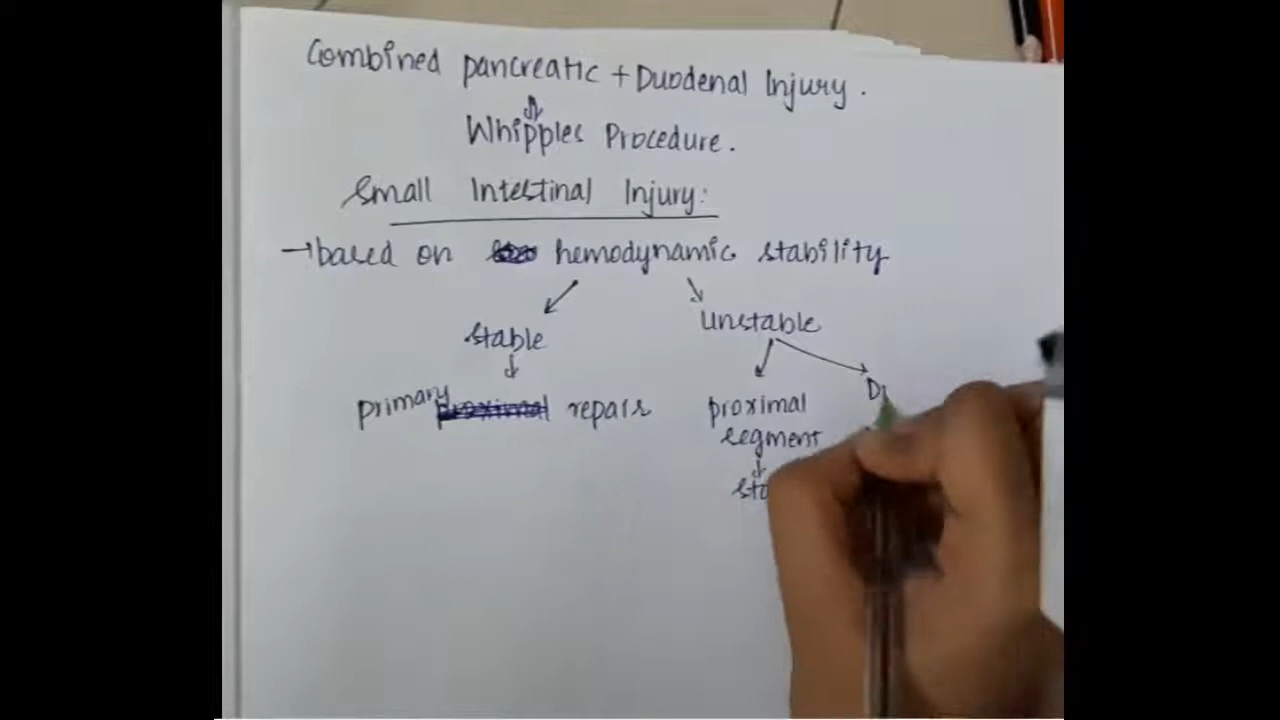 Combined pancreatic + Duodenal Injury.
Whipples Procedure.
Small Intestinal Injury:
→ based on hemodynamic stability
stable
Unstable
primary repair
proximal
segment